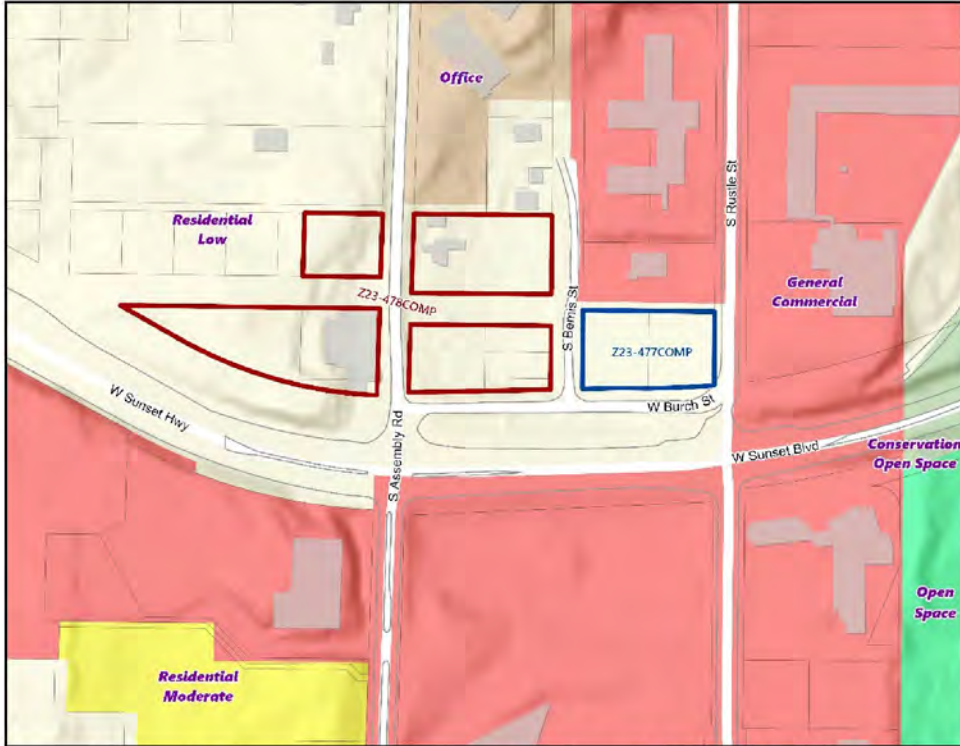 Office
S Rustle St
Residential
Low
General
Commercial
Z23-478COMP
S Bemis St
Z23-477COMP
W Burch St
W Sunset Hwy
S Assembly Rd
W Sunset Blvd
Conservation
Open Space
Open
Space
Residential
Moderate